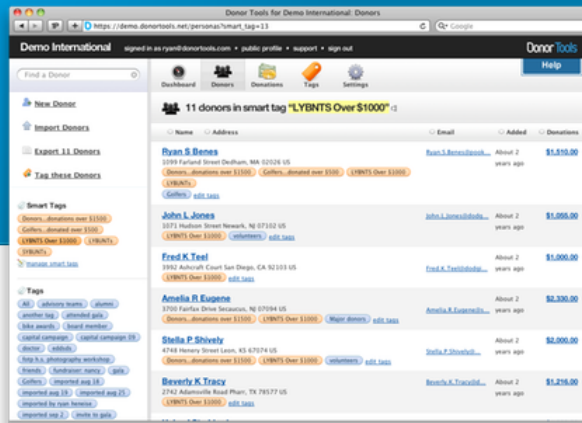 Donor Tools for Demo International: Donors
https://demo.donortools.net/personas?smart_tag=13
Google
Demo International
signed in as ryan@donortools.com • public profile • support • sign out
Donor Tools
Help
Find a Donor
Dashboard
Donors
Donations
Tags
Settings
New Donor
Import Donors
Export 11 Donors
Tag these Donors
Smart Tags
Donors...donations over $1500
Golfers...donated over $500
LYBNTS Over $1000 LYBUNTs
SYBUNTs
manage smart tags
Tags
All advisory teams alumni
another tag attended gala
bike awards board member
capital campaign capital campaign 09
doctor
fotp h.s. photography workshop
friends fundraiser: nancy gala
Golfers imported aug 18
imported aug 19 imported aug 25
imported by ryan heneise
imported sep 2 invite to gala
11 donors in smart tag "LYBNTS Over $1000"
Name Address Email Added Donations
Ryan S Benes
1099 Farland Street Dedham, MA 02026 US
Donors...donations over $1500 Golfers...donated over $500 LYBNTS Over $1000
LYBUNTs
Golfers edit tags
About 2
years ago
$1,510.00
John L Jones
1071 Hudson Street Newark, NJ 07102 US
LYBNTS Over $1000 volunteers edit tags
About 2
years ago
$1,055.00
Fred K Teel
3992 Ashcraft Court San Diego, CA 92103 US
LYBNTS Over $1000 edit tags
About 2
years ago
$1,000.00
Amelia R Eugene
3700 Fairfax Drive Secaucus, NJ 07094 US
Donors...donations over $1500 LYBNTS Over $1000 Major donors edit tags
About 2
years ago
$2,330.00
Stella P Shively
4748 Henery Street Leon, KS 67074 US
Donors...donations over $1500 LYBNTS Over $1000 volunteers edit tags
About 2
years ago
$2,000.00
Beverly K Tracy
2742 Adamsville Road Pharr, TX 78577 US
LYBNTS Over $1000 edit tags
About 2
years ago
$1,216.00